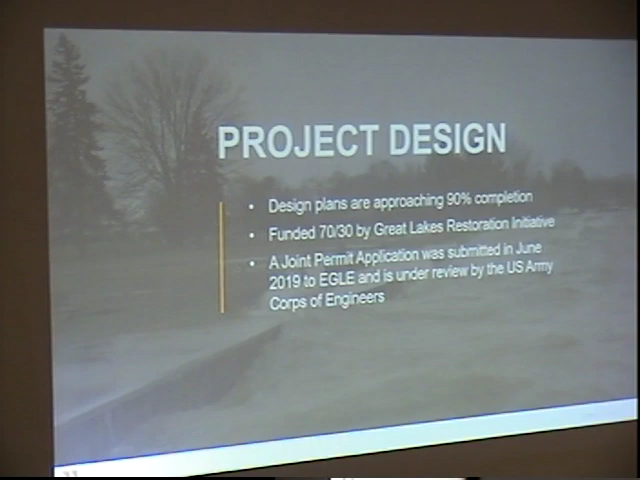 PROJECT DESIGN
• Design plans are approaching 90% completion
• Funded 70/30 by Great Lakes Restoration Initiative
• A Joint Permit Application was submitted in June
2019 to EGLE and is under review by the US Army
Corps of Engineers